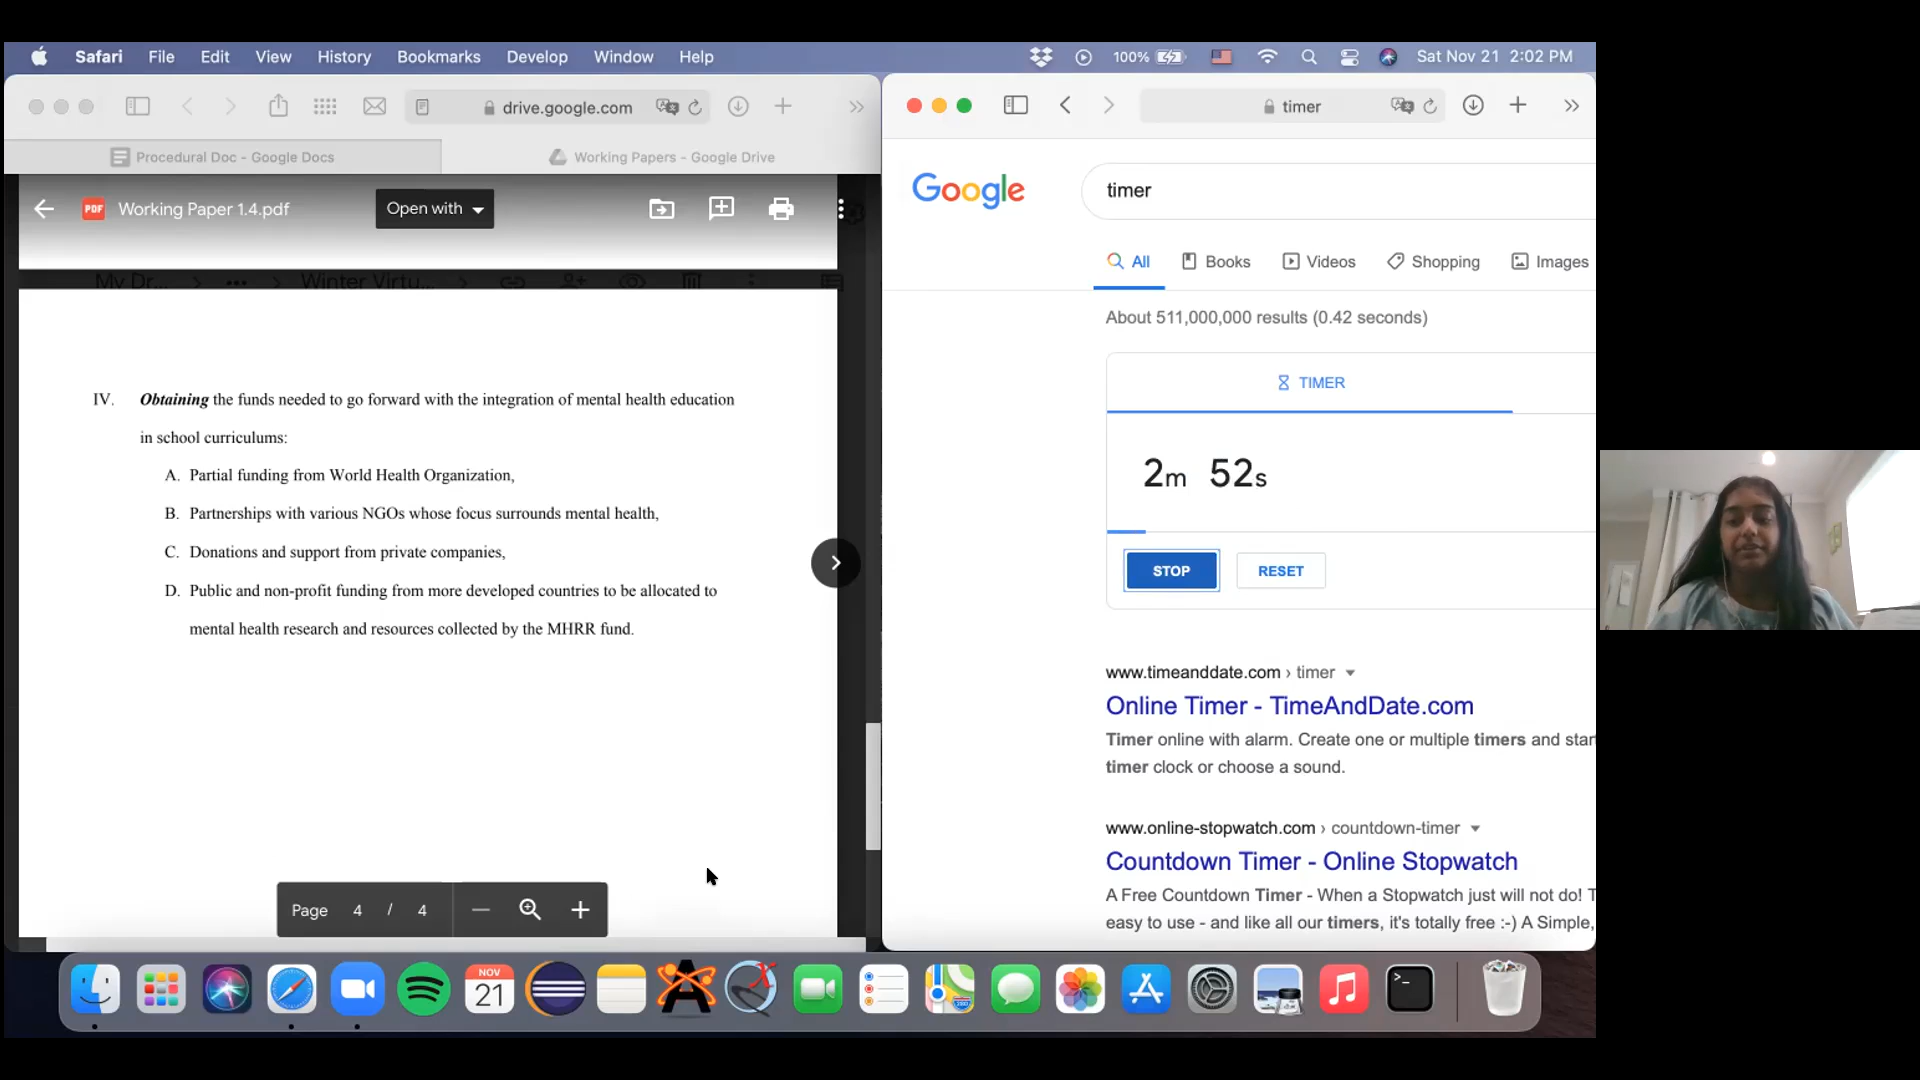 Safari File Edit View History Bookmarks Develop Window Help
100% Sat Nov 21 2:02 PM
drive.google.com
Procedural Doc - Google Docs
Working Papers - Google Drive
PDF Working Paper 1.4.pdf
Open with
My Dr... > ... > Winter Virtu...
IV. Obtaining the funds needed to go forward with the integration of mental health education
in school curriculums:
A. Partial funding from World Health Organization,
B. Partnerships with various NGOs whose focus surrounds mental health,
C. Donations and support from private companies,
D. Public and non-profit funding from more developed countries to be allocated to
mental health research and resources collected by the MHRR fund.
Page 4 / 4
timer
Google
timer
All Books Videos Shopping Images
About 511,000,000 results (0.42 seconds)
TIMER
2m 52s
STOP RESET
www.timeanddate.com › timer
Online Timer - TimeAndDate.com
Timer online with alarm. Create one or multiple timers and star
timer clock or choose a sound.
www.online-stopwatch.com › countdown-timer
Countdown Timer - Online Stopwatch
A Free Countdown Timer - When a Stopwatch just will not do! T
easy to use - and like all our timers, it's totally free :-) A Simple,
NOV
21